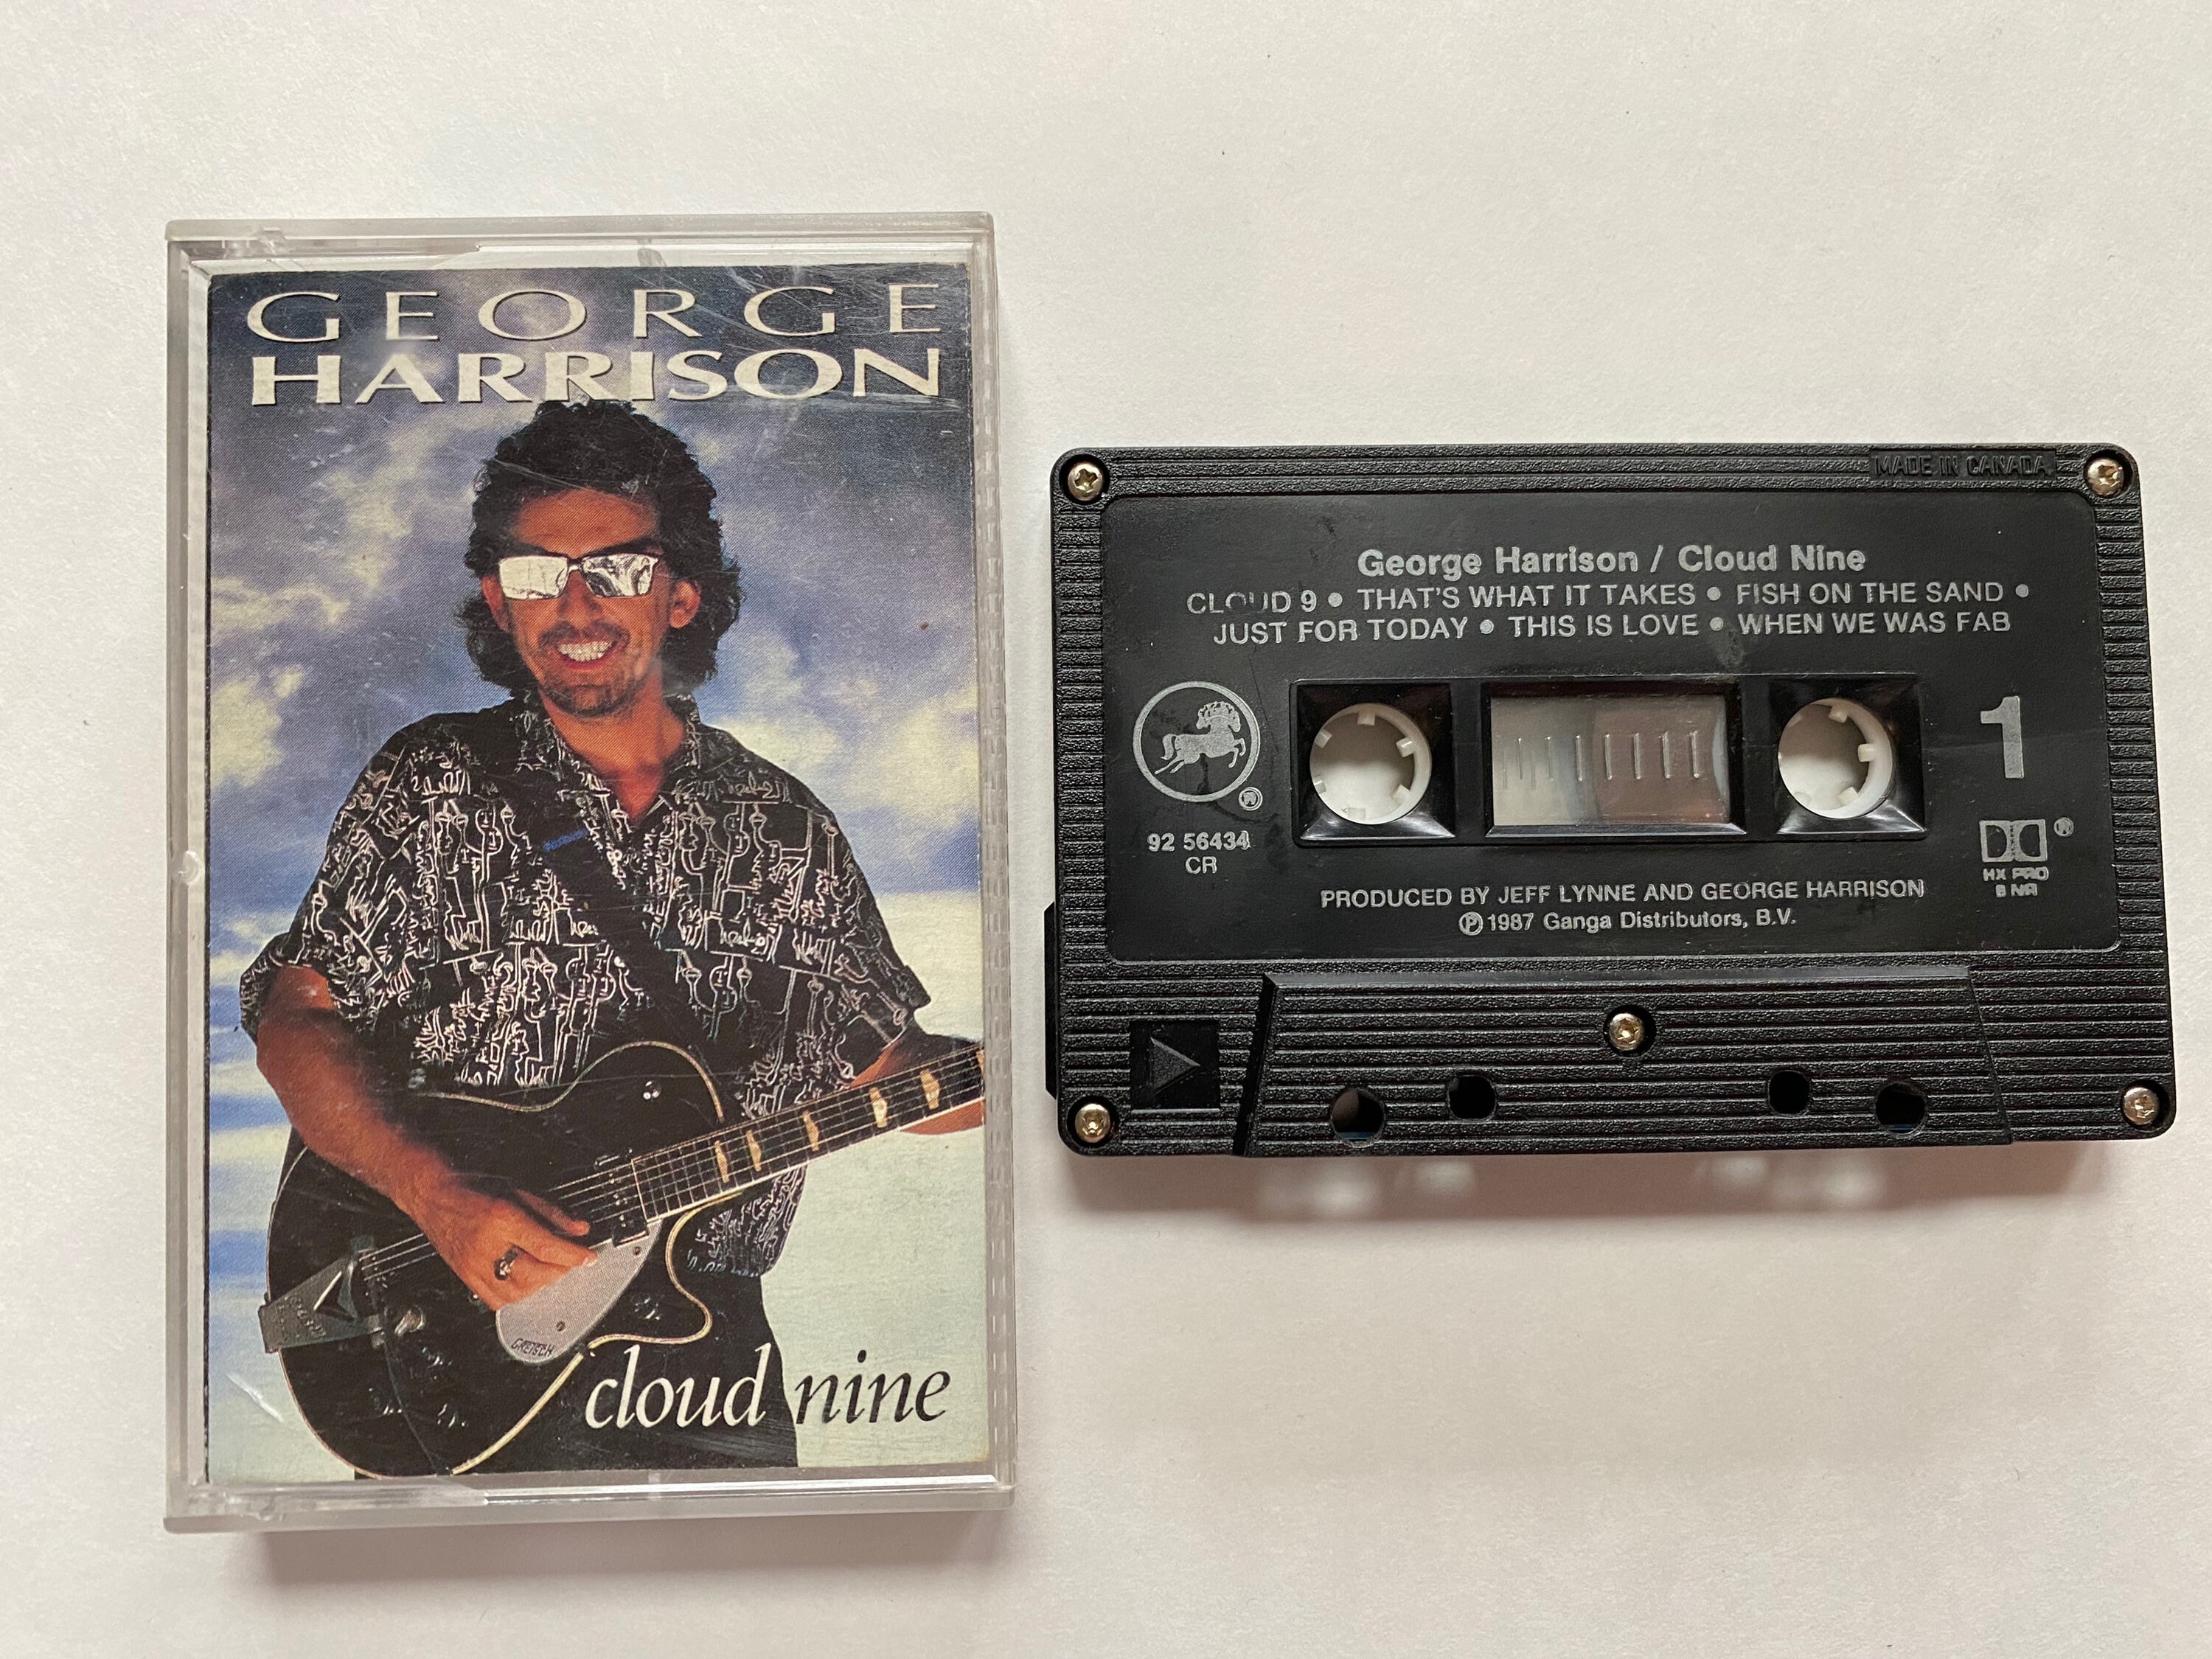 GEORGE
HARRISON
GRETSCH
cloud nine
MADE IN CANADA
George Harrison / Cloud Nine
CLOUD 9 • THAT'S WHAT IT TAKES • FISH ON THE SAND •
JUST FOR TODAY • THIS IS LOVE • WHEN WE WAS FAB
1
®
92 56434
CR
®
HX PRO
B NR
PRODUCED BY JEFF LYNNE AND GEORGE HARRISON
℗ 1987 Ganga Distributors, B.V.